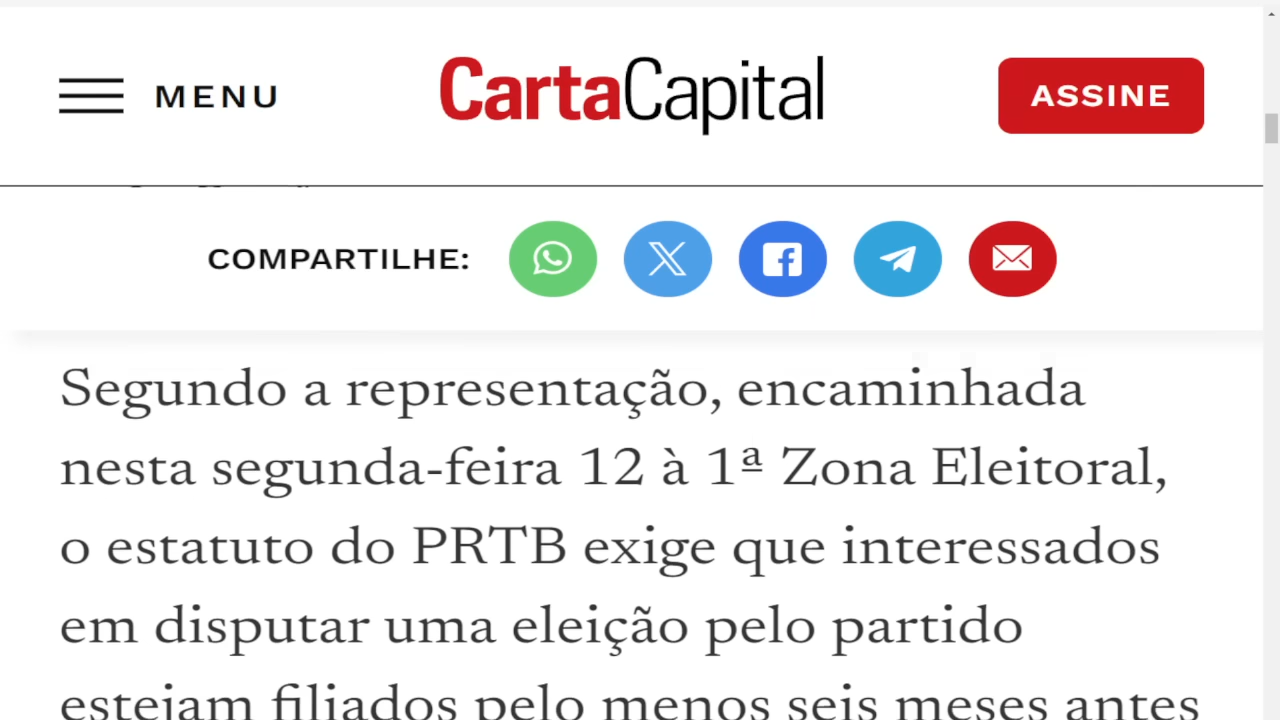 MENU
CartaCapital
ASSINE
COMPARTILHE:
Segundo a representação, encaminhada
nesta segunda-feira 12 à 1ª Zona Eleitoral,
o estatuto do PRTB exige que interessados
em disputar uma eleição pelo partido
estejam filiados pelo menos seis meses antes